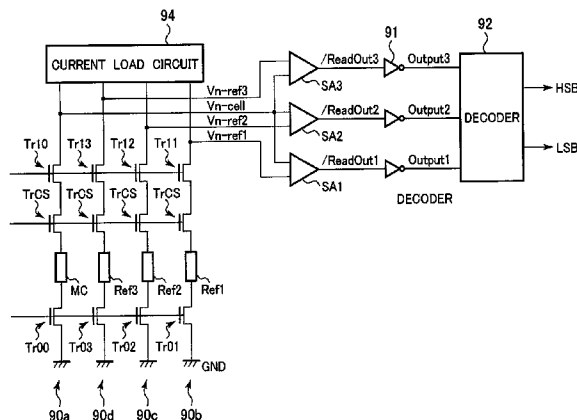 94
CURRENT LOAD CIRCUIT
Vn-ref3
Vn-cell
Vn-ref2
Vn-ref1
/ReadOut3
91
Output3
92
SA3
/ReadOut2
Output2
DECODER
HSB
SA2
/ReadOut1
Output1
LSB
SA1
DECODER
Tr10
Tr13
Tr12
Tr11
TrCS
TrCS
TrCS
TrCS
MC
Ref3
Ref2
Ref1
Tr00
Tr03
Tr02
Tr01
GND
90a
90d
90c
90b